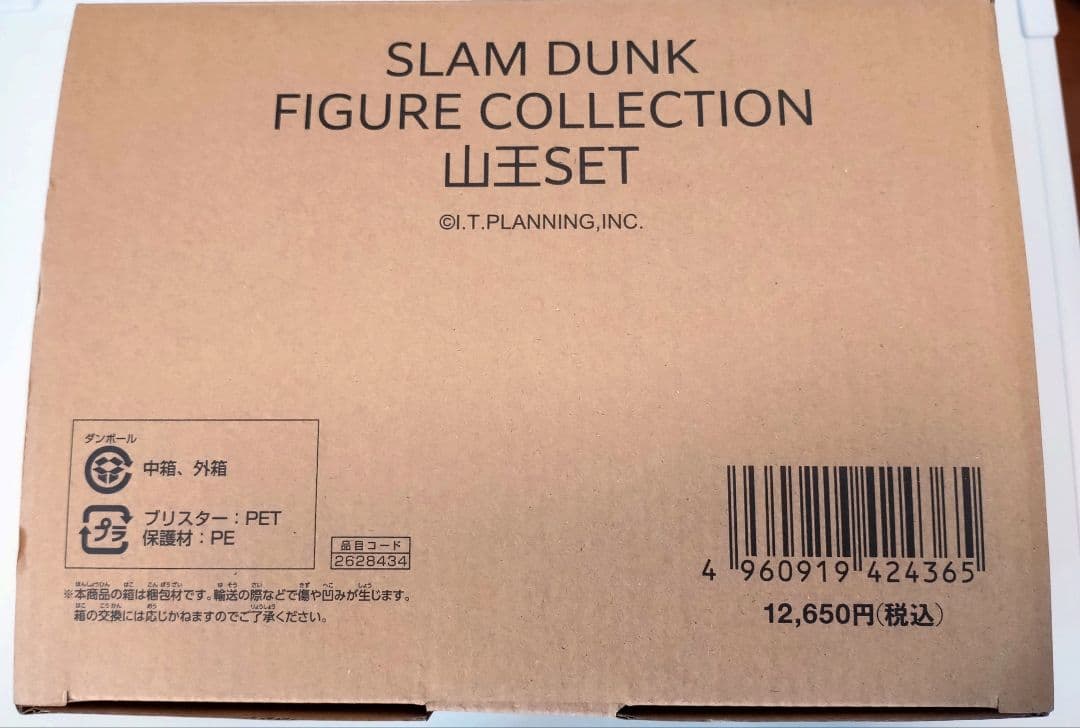 SLAM DUNK
FIGURE COLLECTION
山王SET
©I.T.PLANNING,INC.
ダンボール
中箱、外箱
プラ
ブリスター：PET
保護材：PE
品目コード
2628434
※本商品の箱は梱包材です。輸送の際などで傷や凹みが生じます。
箱の交換には応じかねますのでご了承ください。
4 960919 424365
12,650円(税込)